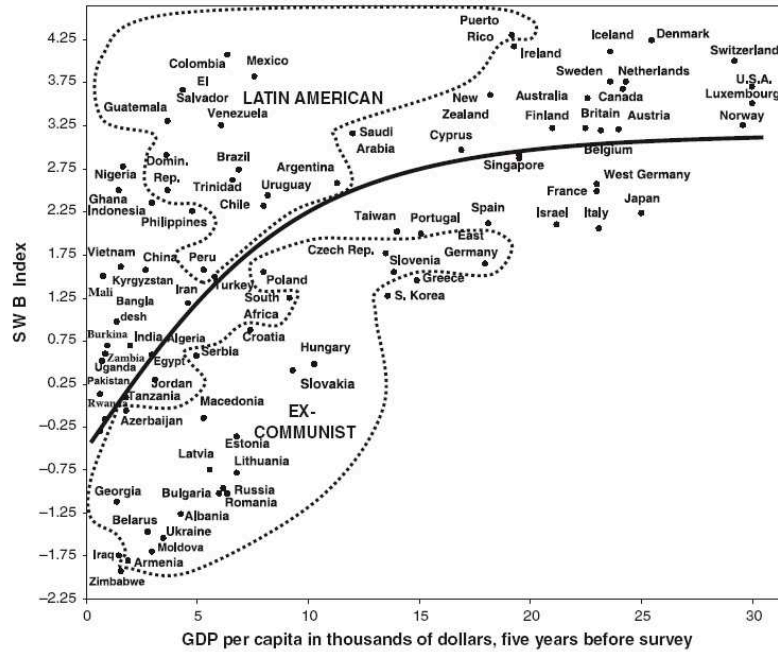 4.25
3.75
3.25
2.75
2.25
1.75
1.25
0.75
0.25
−0.25
−0.75
−1.25
−1.75
−2.25
SWB Index
Puerto
Rico
Ireland
Iceland
Denmark
Switzerland
Colombia
Mexico
El
Salvador
Sweden
Netherlands
U.S.A.
Luxembourg
LATIN AMERICAN
Guatemala
Venezuela
New
Zealand
Australia
Canada
Finland
Britain
Austria
Norway
Saudi
Arabia
Cyprus
Belgium
Singapore
Domin.
Rep.
Brazil
Argentina
Nigeria
Trinidad
Uruguay
West Germany
France
Ghana
Indonesia
Chile
Japan
Philippines
Taiwan
Portugal
Spain
Israel
Italy
Vietnam
China
Peru
Czech Rep.
East
Germany
Slovenia
Kyrgyzstan
Turkey
Poland
Greece
Mali
Iran
South
Africa
S. Korea
Bangla
desh
Burkina
India
Algeria
Croatia
Zambia
Egypt
Serbia
Hungary
Uganda
Slovakia
Pakistan
Jordan
Rwanda
Tanzania
Macedonia
EX-
COMMUNIST
Azerbaijan
Estonia
Latvia
Lithuania
Georgia
Bulgaria
Russia
Romania
Belarus
Albania
Ukraine
Iraq
Moldova
Armenia
Zimbabwe
0 5 10 15 20 25 30
GDP per capita in thousands of dollars, five years before survey